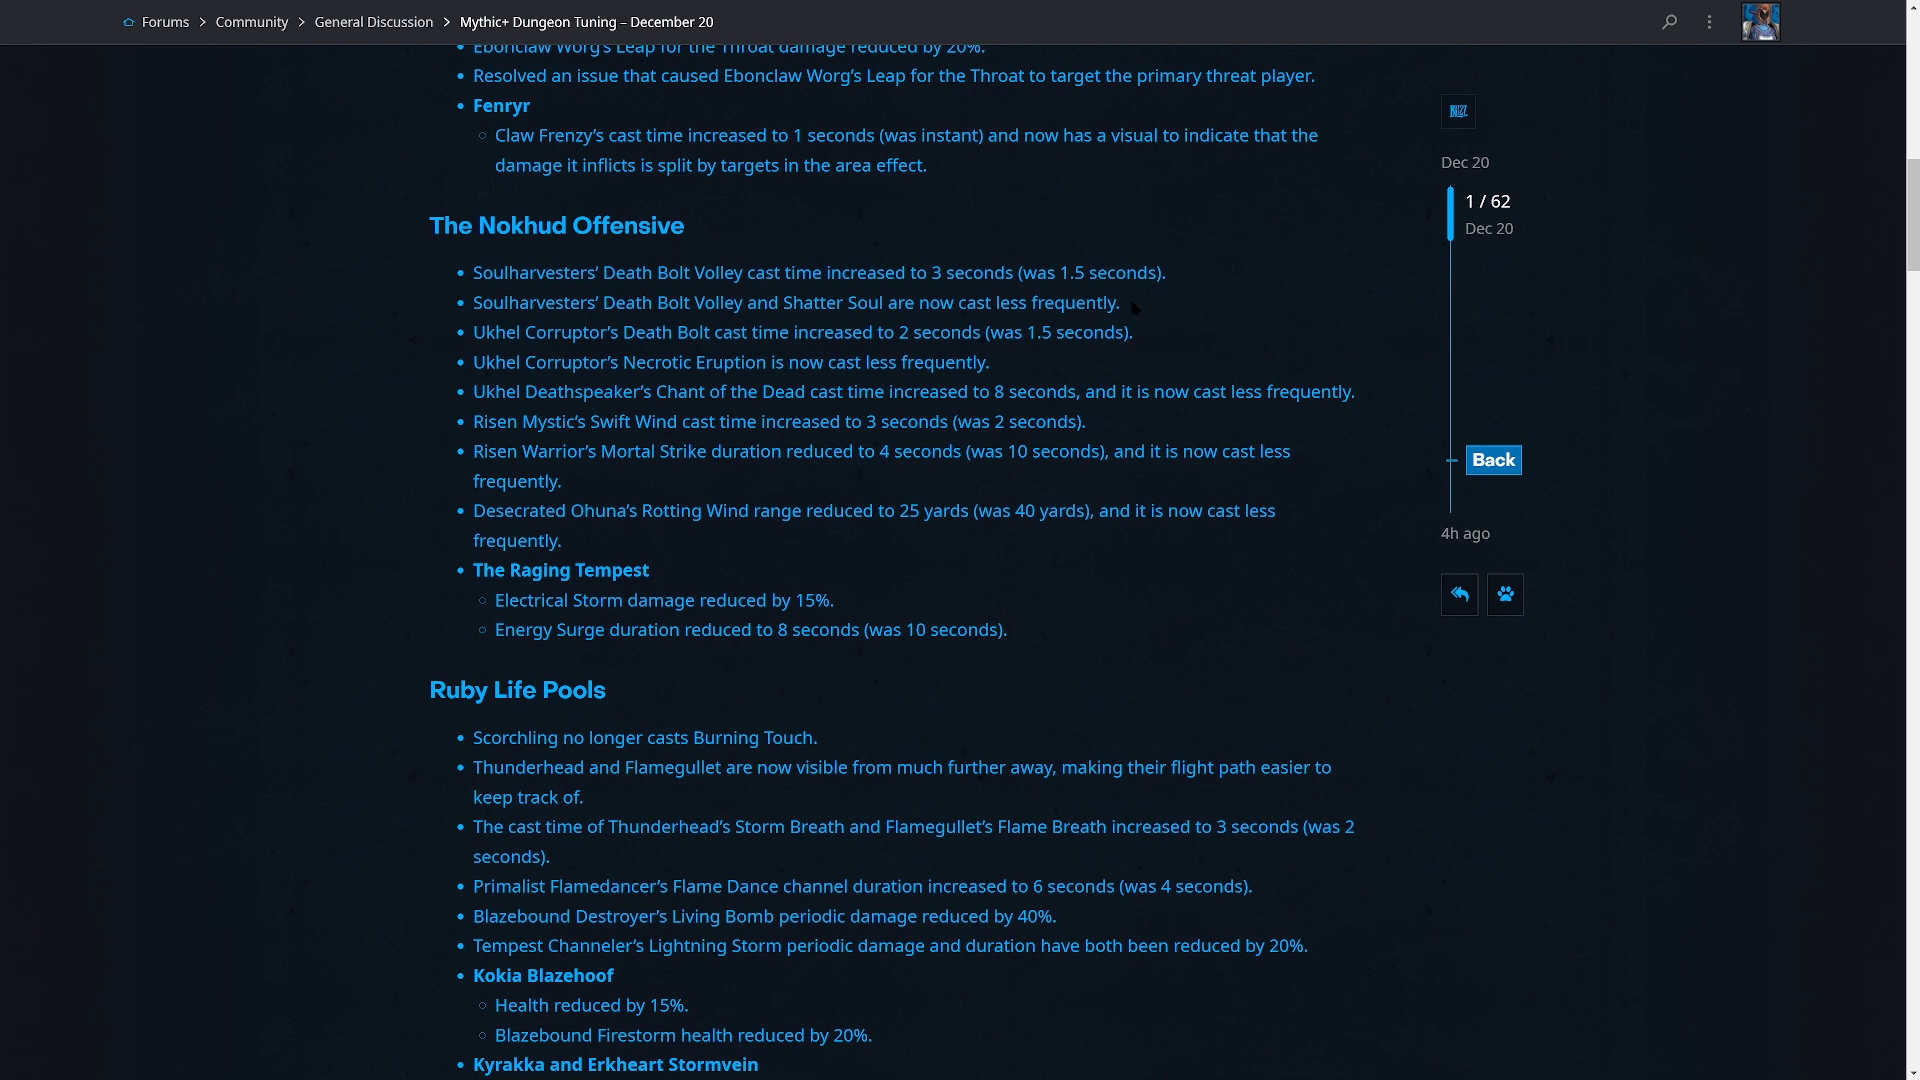 Forums > Community > General Discussion > Mythic+ Dungeon Tuning – December 20
• Ebonclaw Worg's Leap for the Throat damage reduced by 20%.
• Resolved an issue that caused Ebonclaw Worg's Leap for the Throat to target the primary threat player.
• Fenryr
◦ Claw Frenzy's cast time increased to 1 seconds (was instant) and now has a visual to indicate that the
damage it inflicts is split by targets in the area effect.
The Nokhud Offensive
• Soulharvesters' Death Bolt Volley cast time increased to 3 seconds (was 1.5 seconds).
• Soulharvesters' Death Bolt Volley and Shatter Soul are now cast less frequently.
• Ukhel Corruptor's Death Bolt cast time increased to 2 seconds (was 1.5 seconds).
• Ukhel Corruptor's Necrotic Eruption is now cast less frequently.
• Ukhel Deathspeaker's Chant of the Dead cast time increased to 8 seconds, and it is now cast less frequently.
• Risen Mystic's Swift Wind cast time increased to 3 seconds (was 2 seconds).
• Risen Warrior's Mortal Strike duration reduced to 4 seconds (was 10 seconds), and it is now cast less
frequently.
• Desecrated Ohuna's Rotting Wind range reduced to 25 yards (was 40 yards), and it is now cast less
frequently.
• The Raging Tempest
◦ Electrical Storm damage reduced by 15%.
◦ Energy Surge duration reduced to 8 seconds (was 10 seconds).
Ruby Life Pools
• Scorchling no longer casts Burning Touch.
• Thunderhead and Flamegullet are now visible from much further away, making their flight path easier to
keep track of.
• The cast time of Thunderhead's Storm Breath and Flamegullet's Flame Breath increased to 3 seconds (was 2
seconds).
• Primalist Flamedancer's Flame Dance channel duration increased to 6 seconds (was 4 seconds).
• Blazebound Destroyer's Living Bomb periodic damage reduced by 40%.
• Tempest Channeler's Lightning Storm periodic damage and duration have both been reduced by 20%.
• Kokia Blazehoof
◦ Health reduced by 15%.
◦ Blazebound Firestorm health reduced by 20%.
• Kyrakka and Erkheart Stormvein
BLIZZ
Dec 20
1 / 62
Dec 20
Back
4h ago